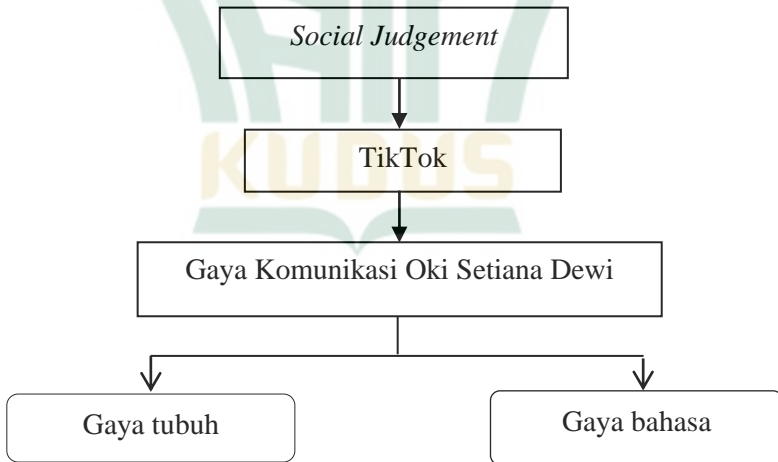 Social Judgement
KUDUS
TikTok
Gaya Komunikasi Oki Setiana Dewi
Gaya tubuh
Gaya bahasa